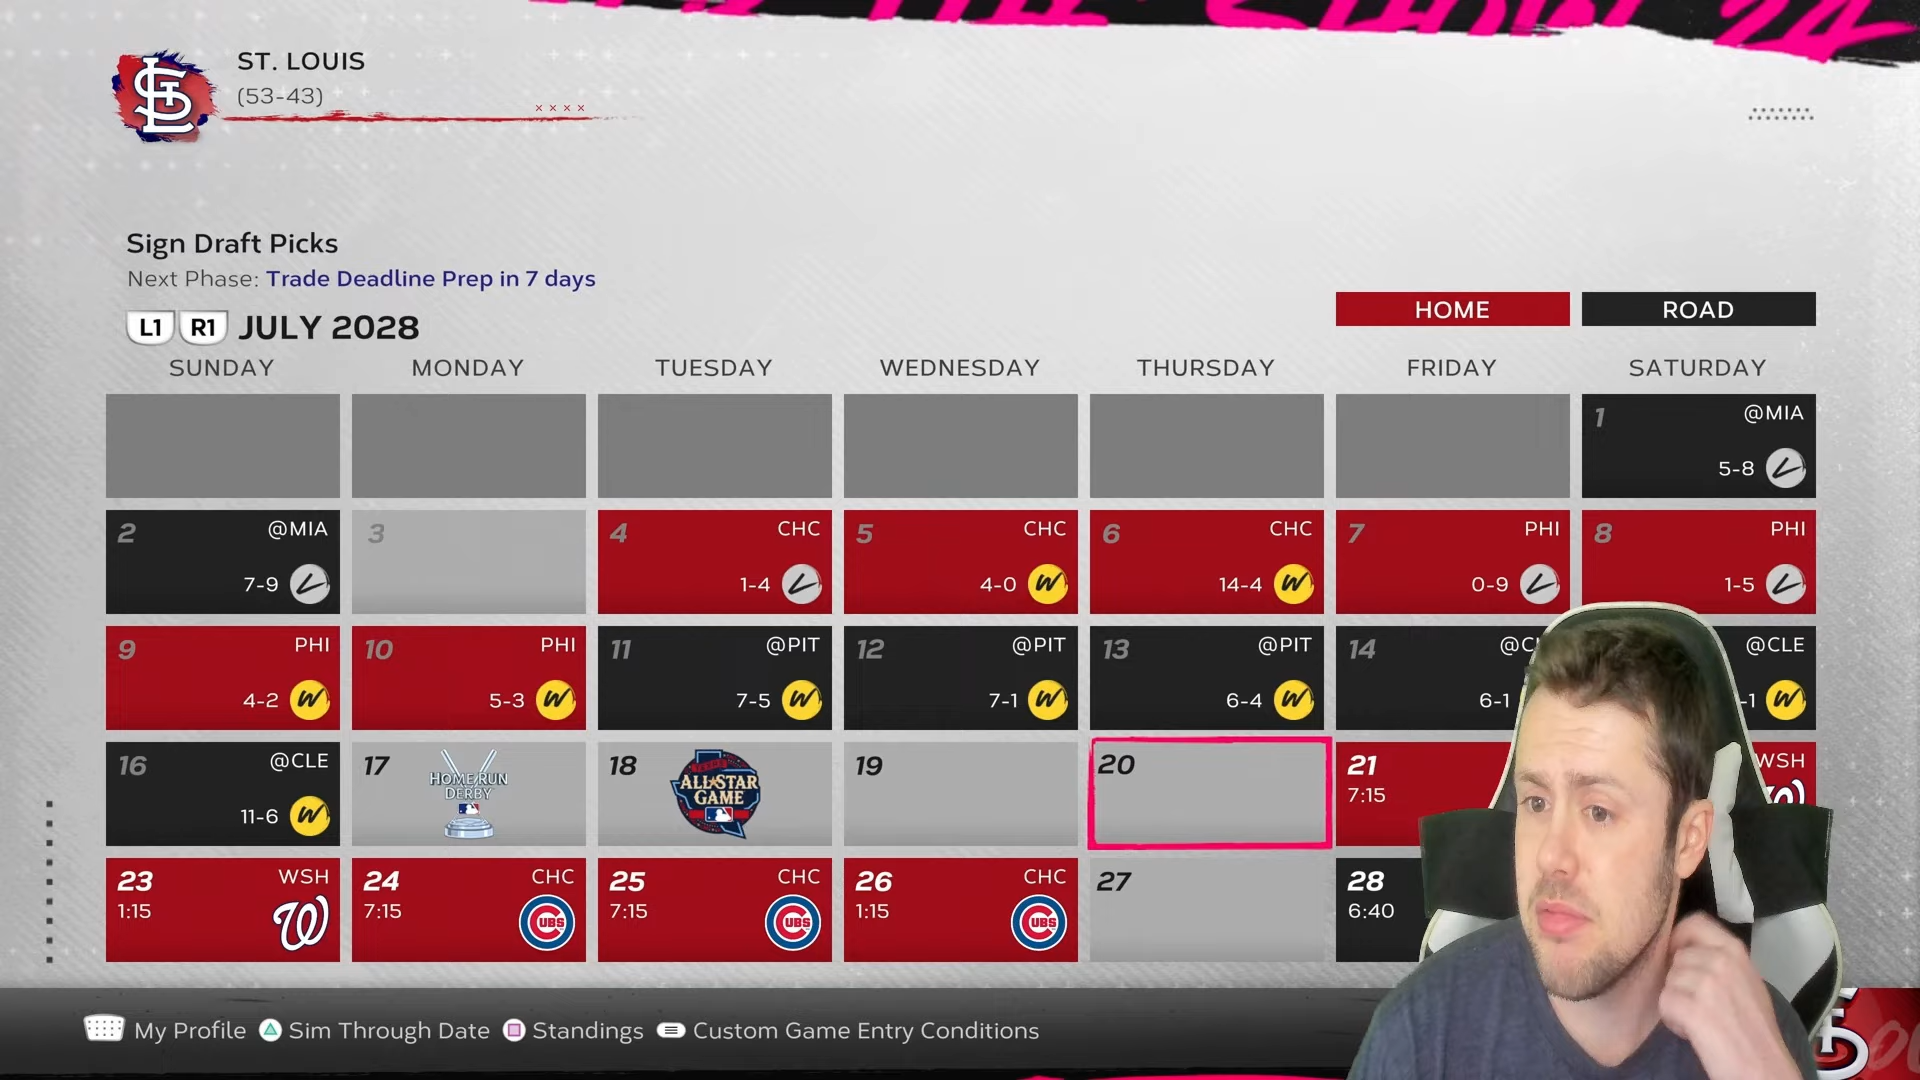 THE SHOW 24
ST. LOUIS
(53-43)
Sign Draft Picks
Next Phase: Trade Deadline Prep in 7 days
L1 R1 JULY 2028
HOME ROAD
SUNDAY MONDAY TUESDAY WEDNESDAY THURSDAY FRIDAY SATURDAY
1 @MIA
5-8 L
2 @MIA 3 4 CHC 5 CHC 6 CHC 7 PHI 8 PHI
7-9 L 1-4 L 4-0 W 14-4 W 0-9 L 1-5 L
9 PHI 10 PHI 11 @PIT 12 @PIT 13 @PIT 14 @CLE
4-2 W 5-3 W 7-5 W 7-1 W 6-4 W 6-1 W
16 @CLE 17 HOME RUN DERBY 18 ALL STAR GAME 19 20 21 WSH
11-6 W 7:15
23 WSH 24 CHC 25 CHC 26 CHC 27 28
1:15 W 7:15 CUBS 7:15 CUBS 1:15 CUBS 6:40
My Profile Sim Through Date Standings Custom Game Entry Conditions